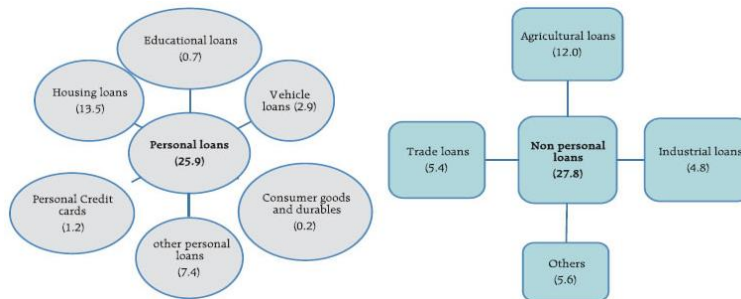 Educational loans
(0.7)
Housing loans
(13.5)
Vehicle
loans (2.9)
Personal loans
(25.9)
Personal Credit
cards
(1.2)
Consumer goods
and durables
(0.2)
other personal
loans
(7.4)
Agricultural loans
(12.0)
Trade loans
(5.4)
Non personal
loans
(27.8)
Industrial loans
(4.8)
Others
(5.6)